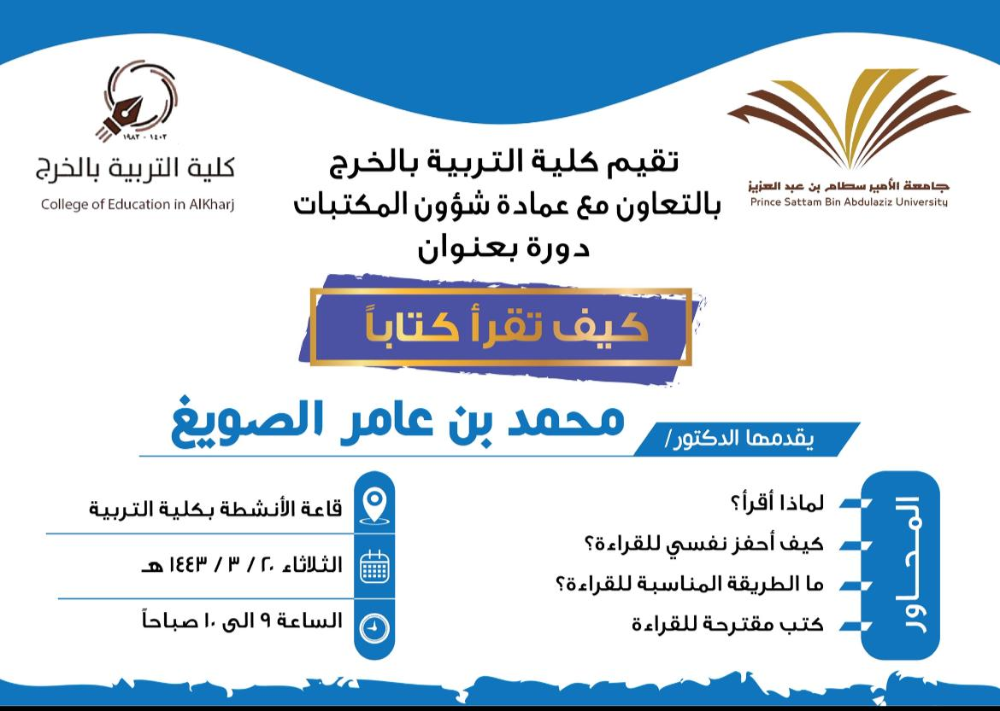 جامعة الأمير سطام بن عبد العزيز
Prince Sattam Bin Abdulaziz University
١٤٠٣ - ١٩٨٣
كلية التربية بالخرج
College of Education in AlKharj
تقيم كلية التربية بالخرج
بالتعاون مع عمادة شؤون المكتبات
دورة بعنوان
كيف تقرأ كتاباً
يقدمها الدكتور/ محمد بن عامر الصويغ
المحاور
لماذا أقرأ؟
كيف أحفز نفسي للقراءة؟
ما الطريقة المناسبة للقراءة؟
كتب مقترحة للقراءة
قاعة الأنشطة بكلية التربية
الثلاثاء ٢٠ / ٣ / ١٤٤٣ هـ
الساعة ٩ الى ١٠ صباحاً